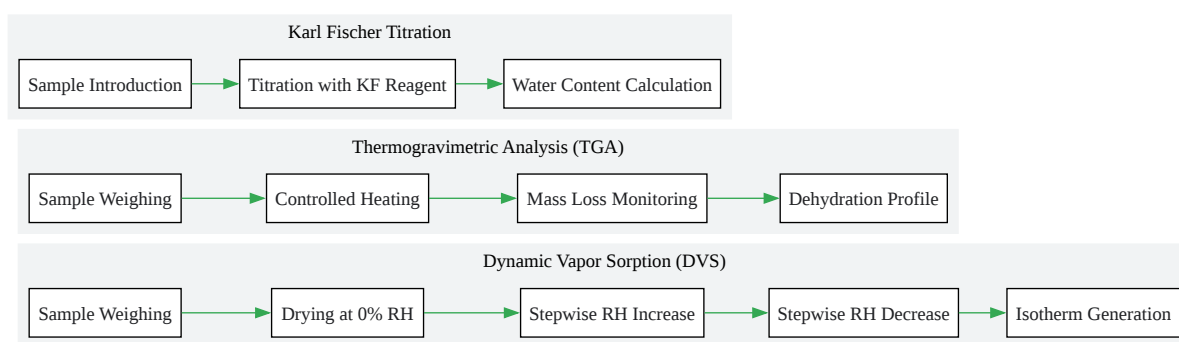 Karl Fischer Titration
Sample Introduction
Titration with KF Reagent
Water Content Calculation
Thermogravimetric Analysis (TGA)
Sample Weighing
Controlled Heating
Mass Loss Monitoring
Dehydration Profile
Dynamic Vapor Sorption (DVS)
Sample Weighing
Drying at 0% RH
Stepwise RH Increase
Stepwise RH Decrease
Isotherm Generation